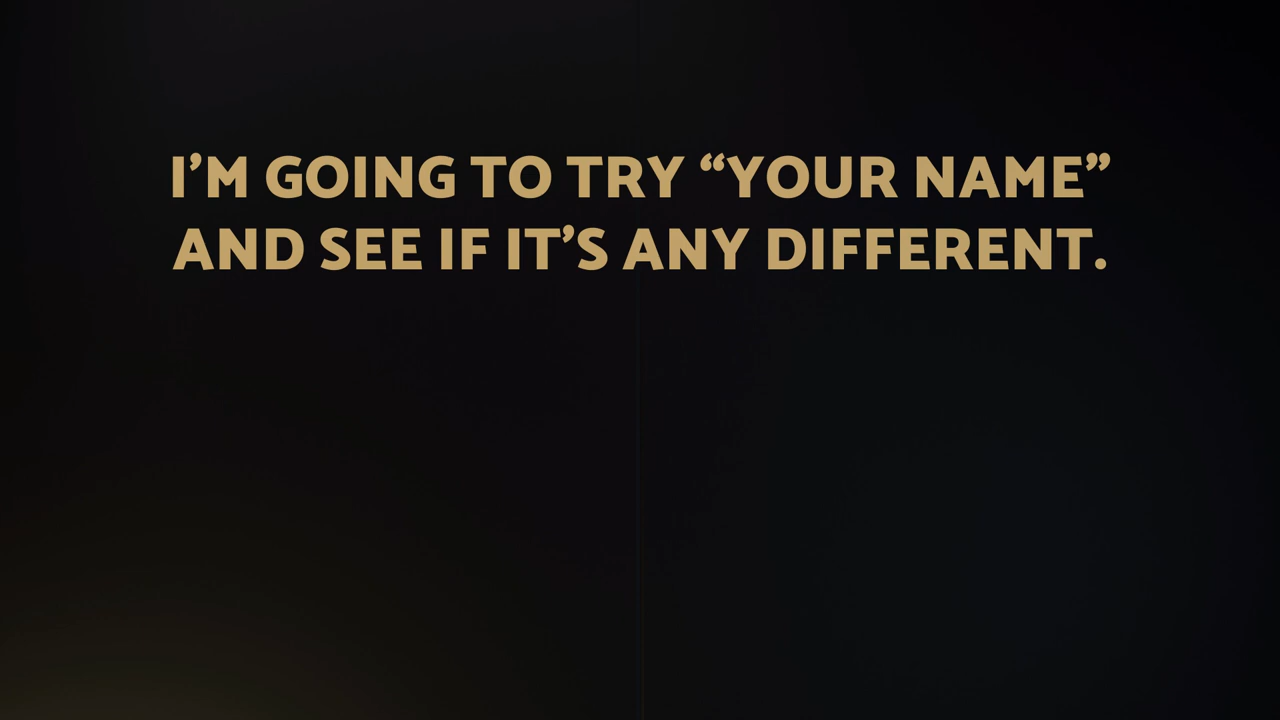 I’M GOING TO TRY “YOUR NAME”
AND SEE IF IT’S ANY DIFFERENT.